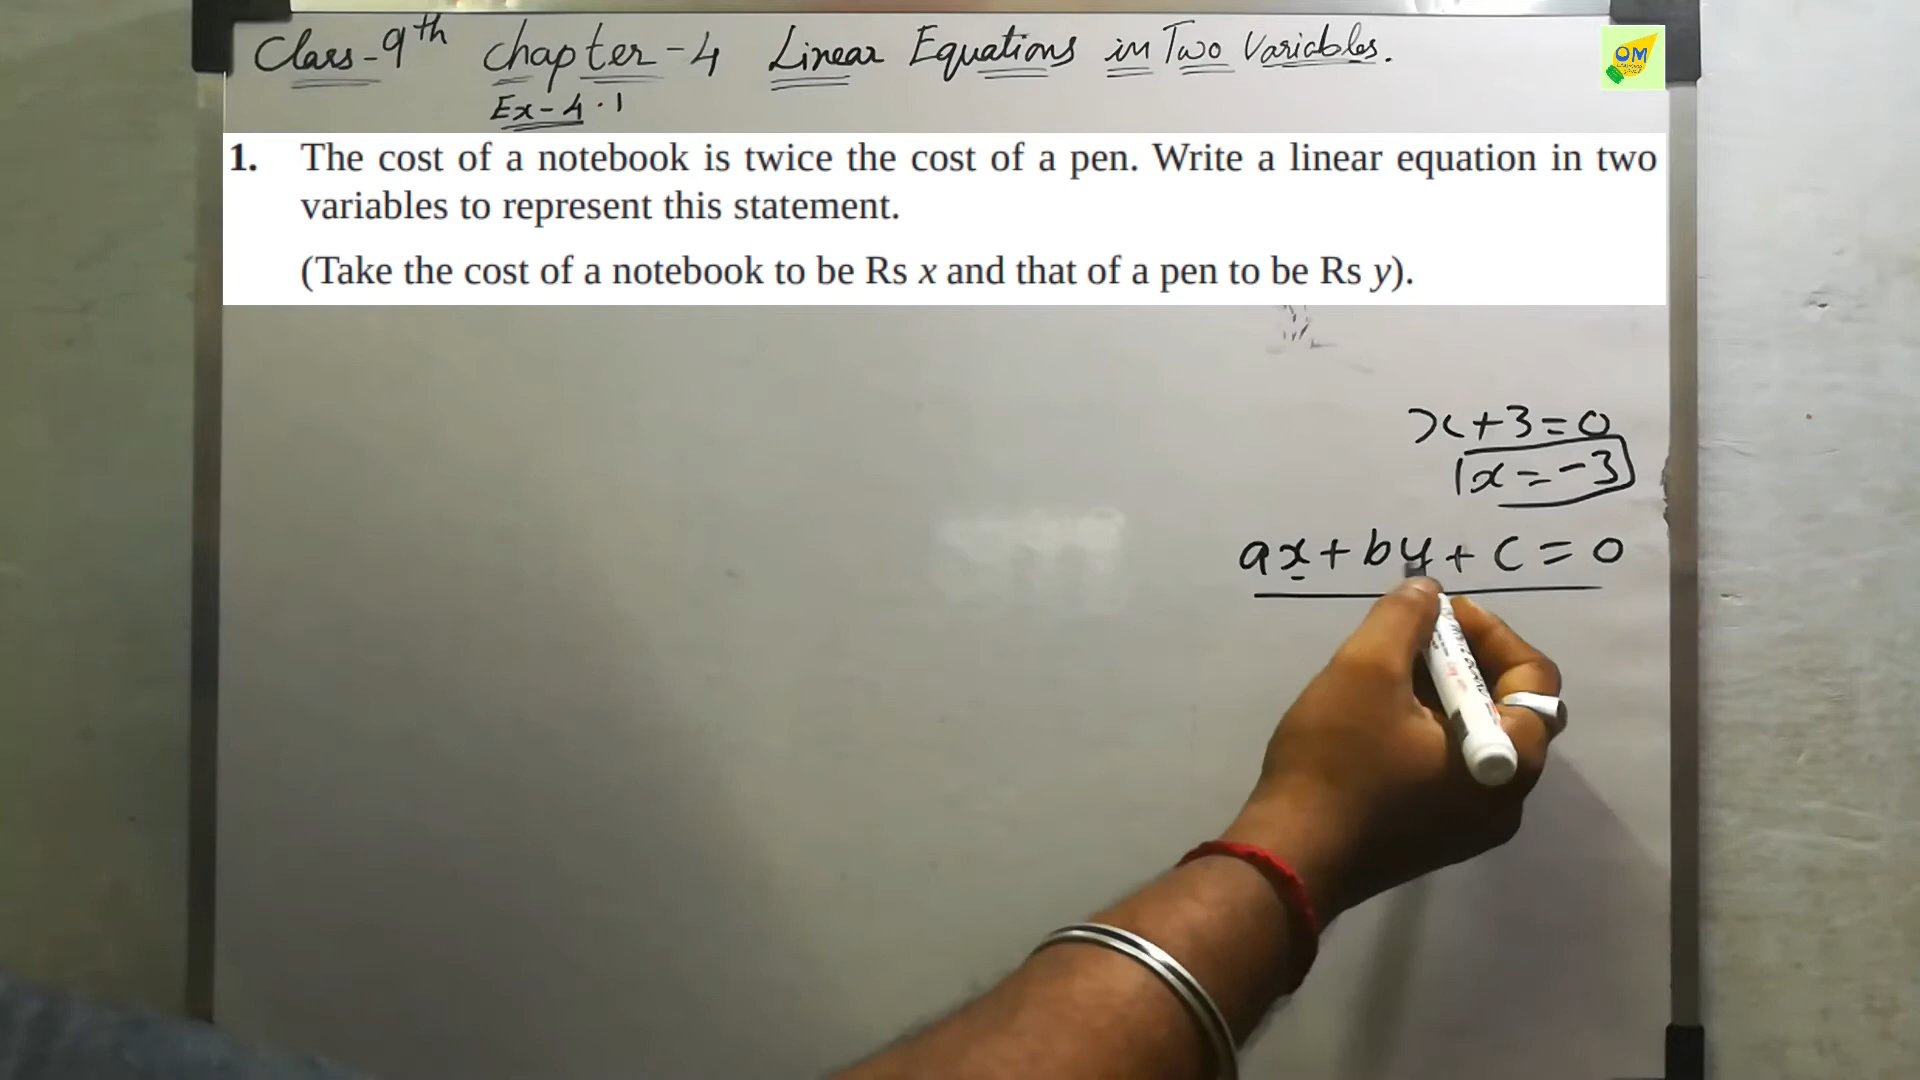 Class-9th Chapter-4 Linear Equations in Two Variables.
Ex-4.1
OM
1. The cost of a notebook is twice the cost of a pen. Write a linear equation in two
variables to represent this statement.
(Take the cost of a notebook to be Rs x and that of a pen to be Rs y).
x+3=0
x=-3
ax+by+c=0